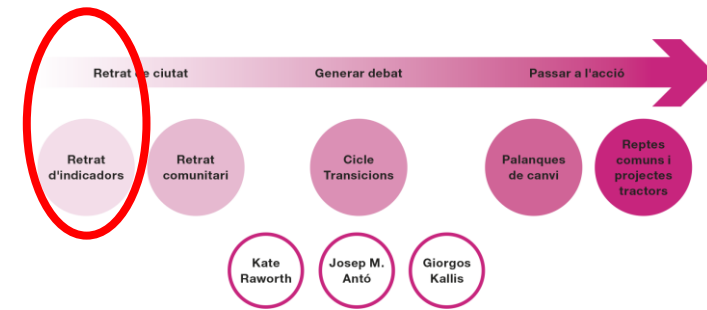 Retrat de ciutat
Generar debat
Passar a l'acció
Retrat
d'indicadors
Retrat
comunitari
Cicle
Transicions
Palanques
de canvi
Reptes
comuns i
projectes
tractors
Kate
Raworth
Josep M.
Antó
Giorgos
Kallis